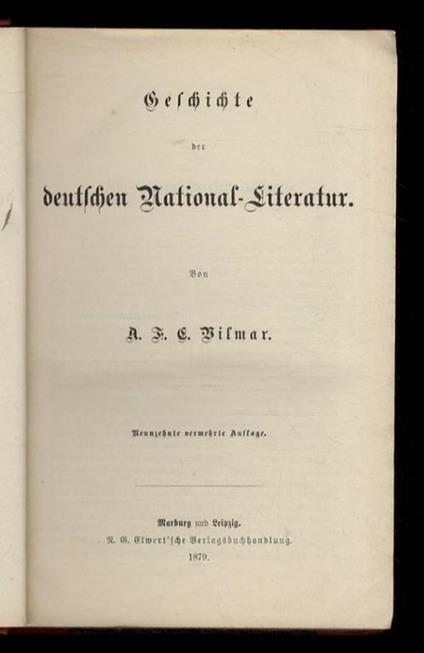 Geſchichte
der
deutſchen National-Literatur.
Von
A. F. C. Vilmar.
Neunzehnte vermehrte Auflage.
Marburg und Leipzig.
N. G. Elwert'ſche Verlagsbuchhandlung.
1879.